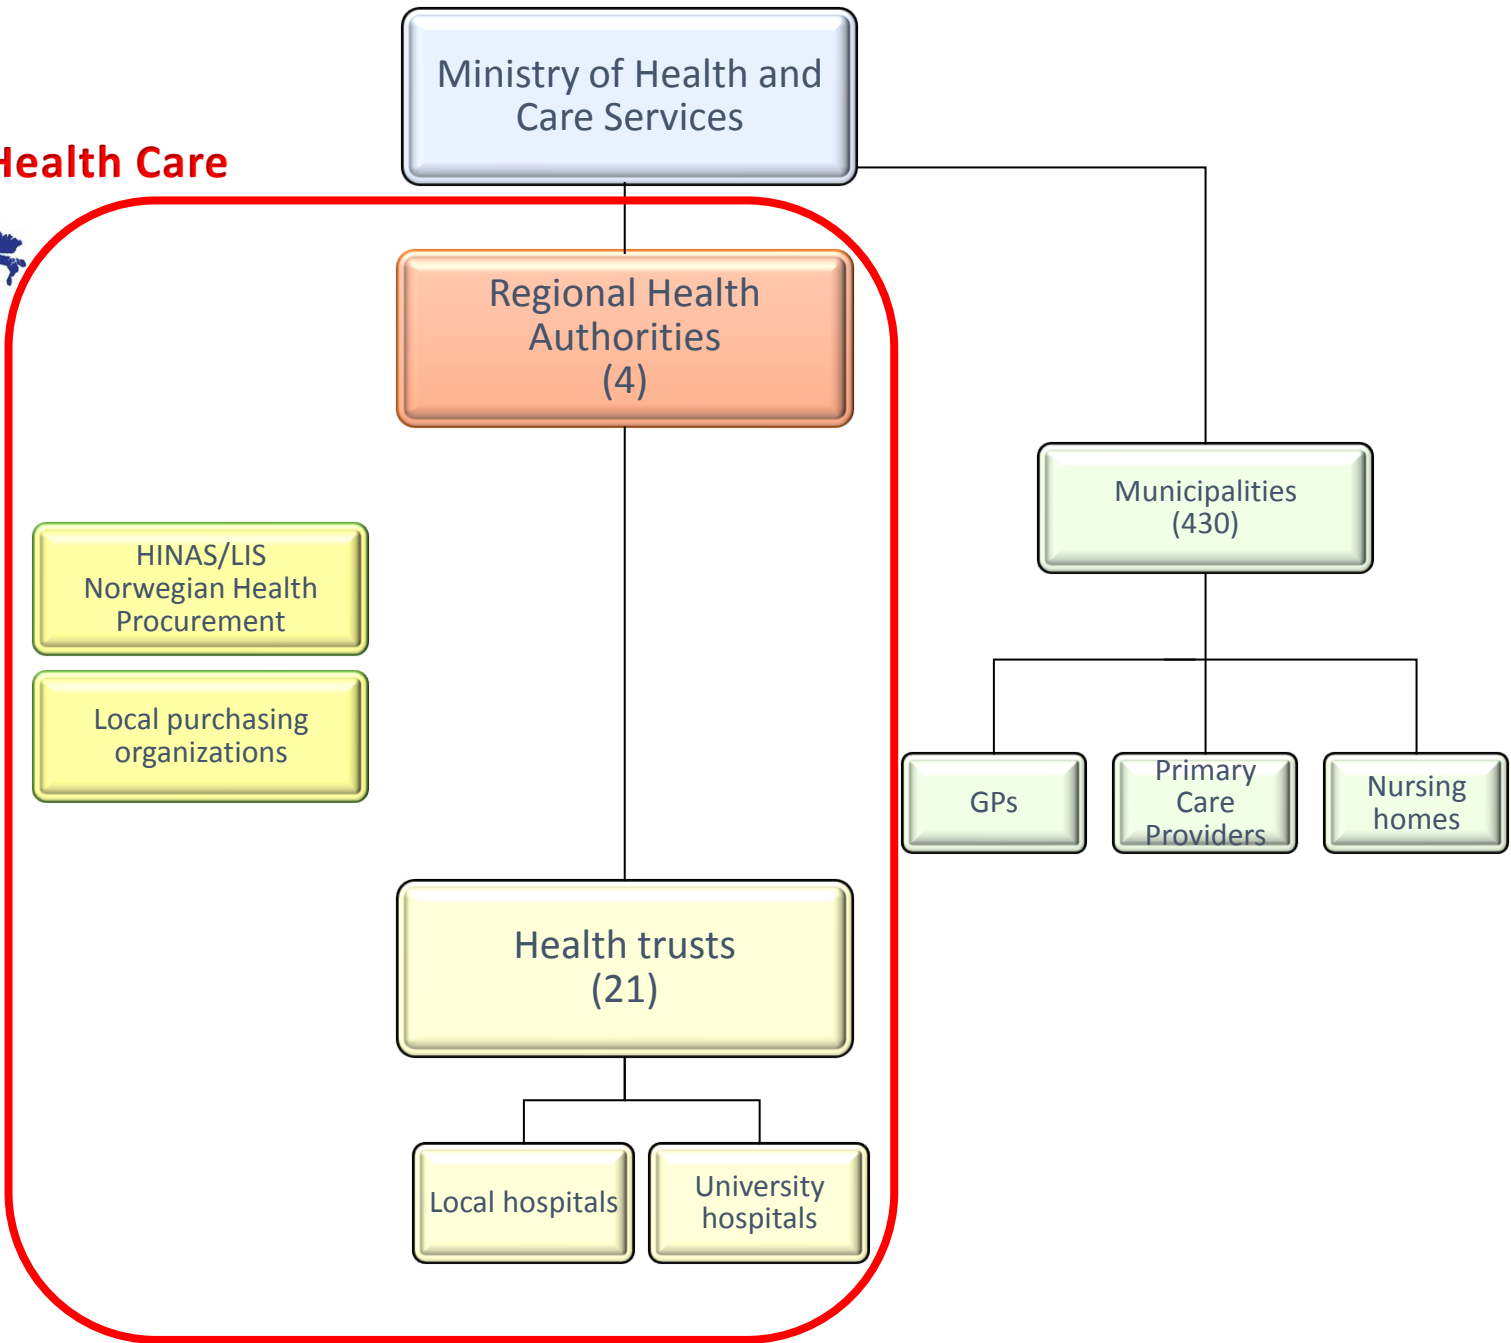 Ministry of Health and
Care Services
Health Care
Regional Health
Authorities
(4)
Municipalities
(430)
HINAS/LIS
Norwegian Health
Procurement
Local purchasing
organizations
GPs
Primary
Care
Providers
Nursing
homes
Health trusts
(21)
Local hospitals
University
hospitals